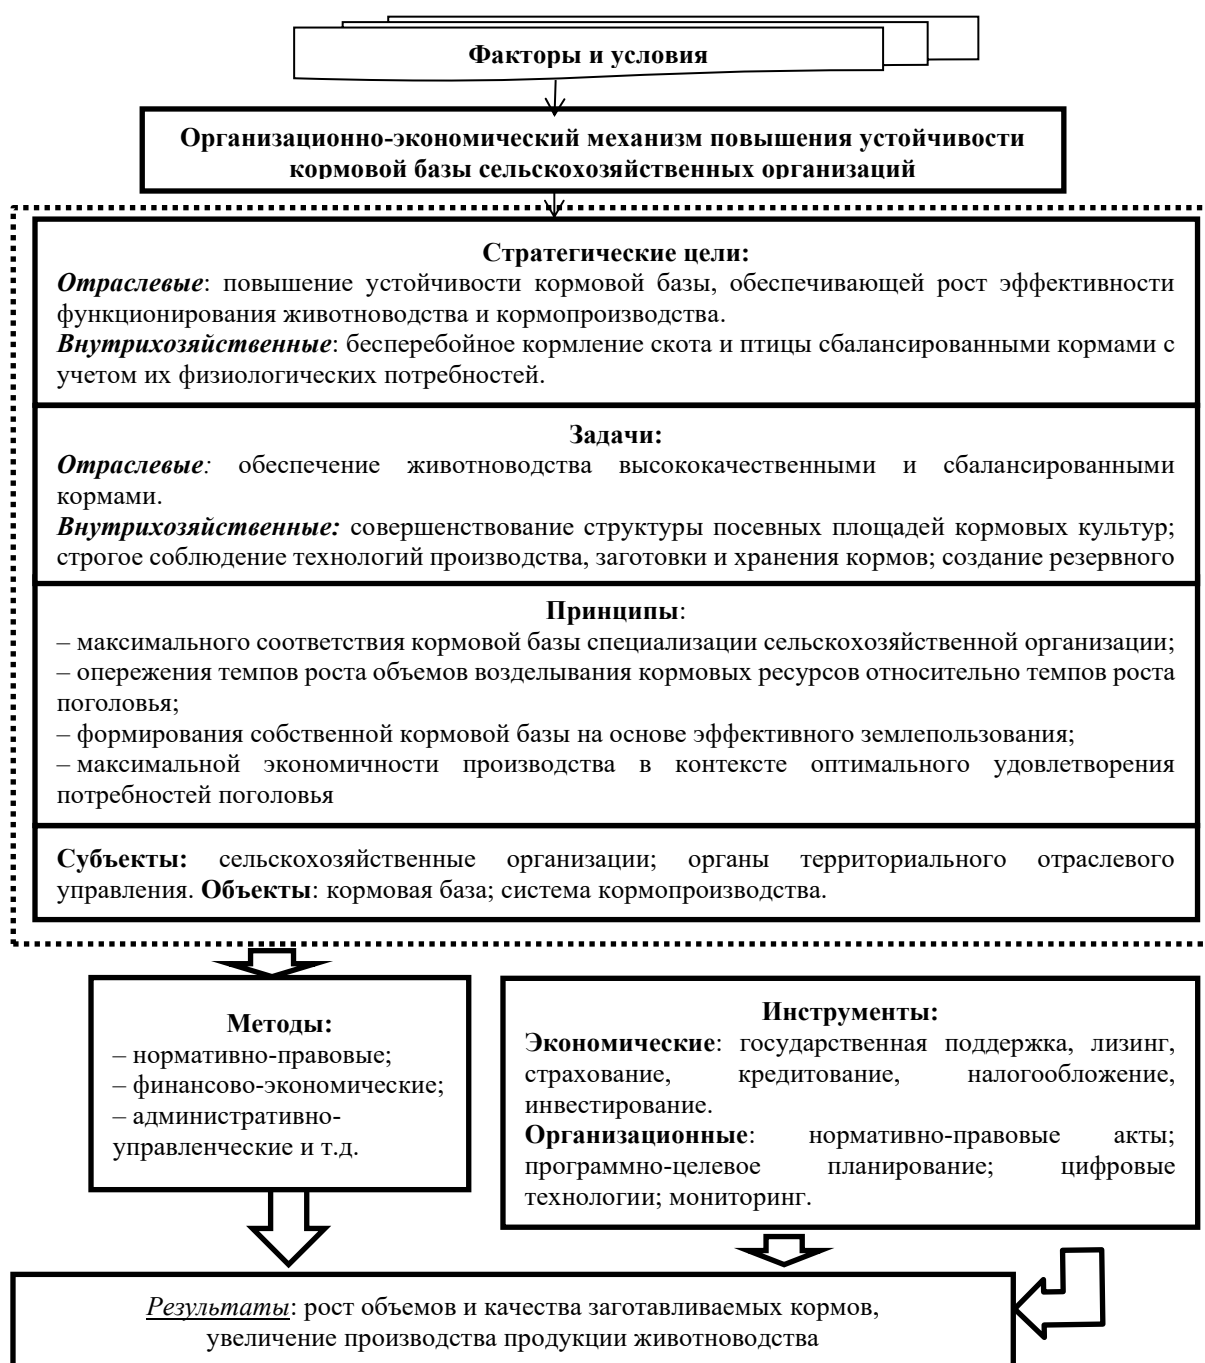 Факторы и условия
Организационно-экономический механизм повышения устойчивости
кормовой базы сельскохозяйственных организаций
Стратегические цели:
Отраслевые: повышение устойчивости кормовой базы, обеспечивающей рост эффективности
функционирования животноводства и кормопроизводства.
Внутрихозяйственные: бесперебойное кормление скота и птицы сбалансированными кормами с
учетом их физиологических потребностей.
Задачи:
Отраслевые: обеспечение животноводства высококачественными и сбалансированными
кормами.
Внутрихозяйственные: совершенствование структуры посевных площадей кормовых культур;
строгое соблюдение технологий производства, заготовки и хранения кормов; создание резервного
Принципы:
– максимального соответствия кормовой базы специализации сельскохозяйственной организации;
– опережения темпов роста объемов возделывания кормовых ресурсов относительно темпов роста
поголовья;
– формирования собственной кормовой базы на основе эффективного землепользования;
– максимальной экономичности производства в контексте оптимального удовлетворения
потребностей поголовья
Субъекты: сельскохозяйственные организации; органы территориального отраслевого
управления. Объекты: кормовая база; система кормопроизводства.
Методы:
– нормативно-правовые;
– финансово-экономические;
– административно-
управленческие и т.д.
Инструменты:
Экономические: государственная поддержка, лизинг,
страхование, кредитование, налогообложение,
инвестирование.
Организационные: нормативно-правовые акты;
программно-целевое планирование; цифровые
технологии; мониторинг.
Результаты: рост объемов и качества заготавливаемых кормов,
увеличение производства продукции животноводства